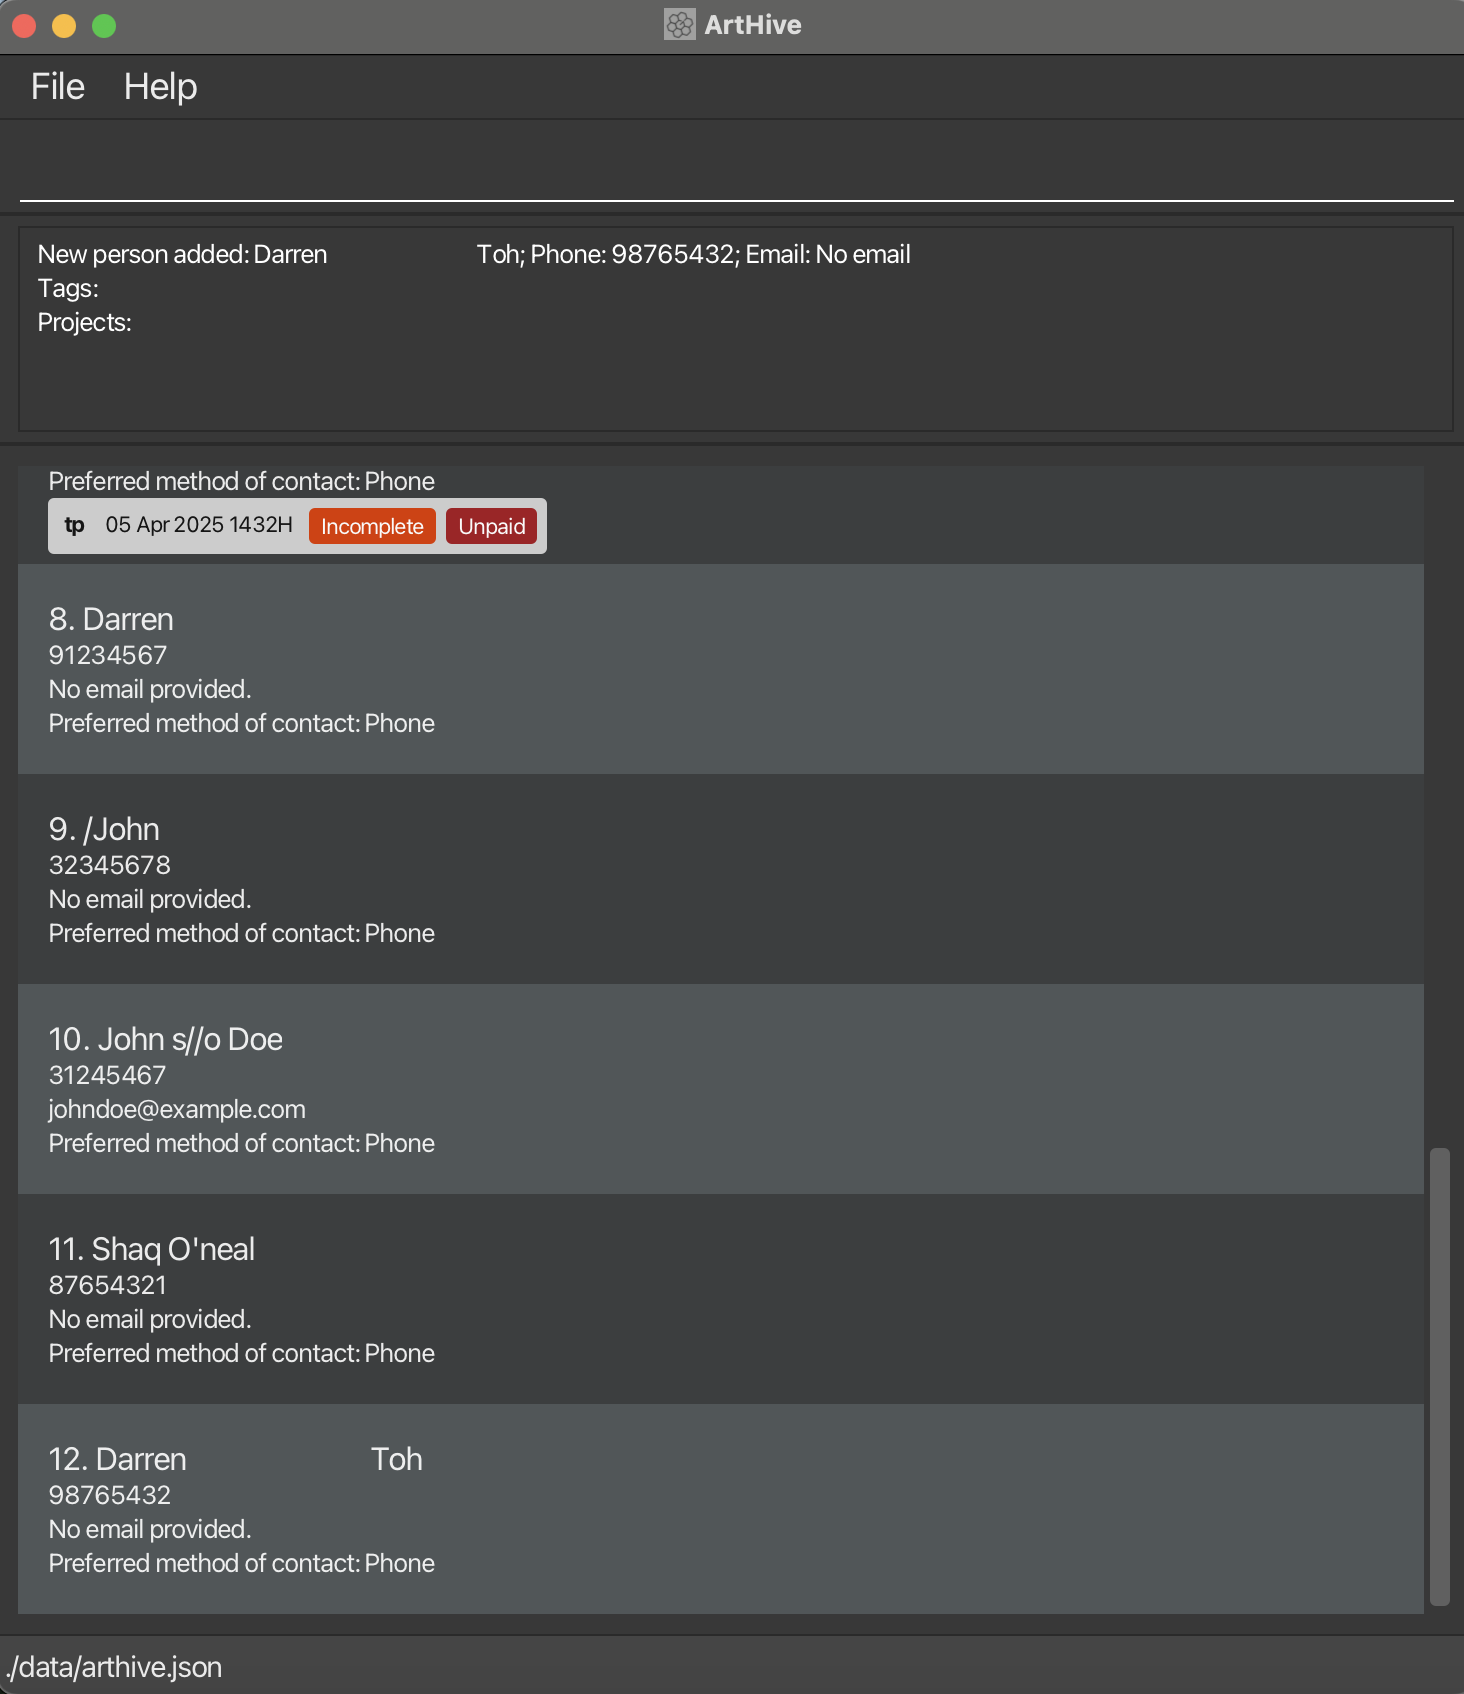 ArtHive
File Help
New person added: Darren                    Toh; Phone: 98765432; Email: No email
Tags:
Projects:
Preferred method of contact: Phone
tp 05 Apr 2025 1432H Incomplete Unpaid
8. Darren
91234567
No email provided.
Preferred method of contact: Phone
9. /John
32345678
No email provided.
Preferred method of contact: Phone
10. John s//o Doe
31245467
johndoe@example.com
Preferred method of contact: Phone
11. Shaq O'neal
87654321
No email provided.
Preferred method of contact: Phone
12. Darren                    Toh
98765432
No email provided.
Preferred method of contact: Phone
./data/arthive.json